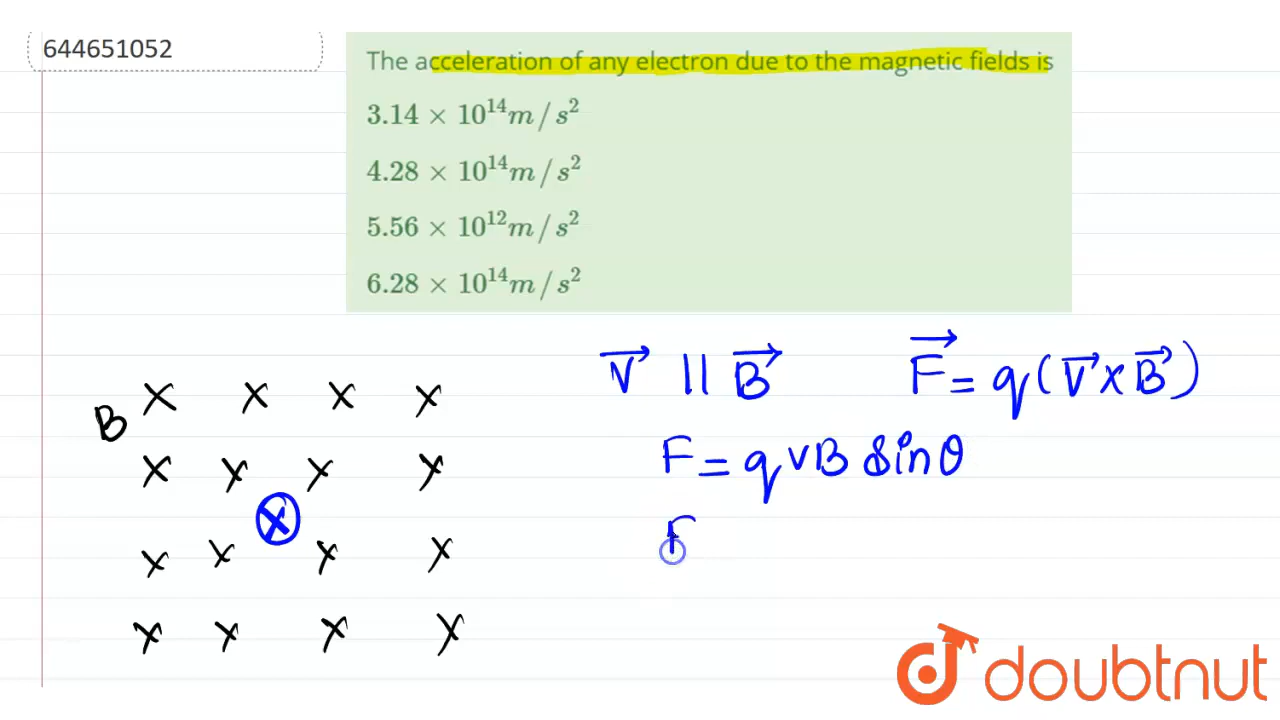 644651052
The acceleration of any electron due to the magnetic fields is
3.14 × 10^14 m / s^2
4.28 × 10^14 m / s^2
5.56 × 10^12 m / s^2
6.28 × 10^14 m / s^2
V⃗ || B⃗ F⃗ = q(V⃗ × B⃗)
B × × × ×
× × × ×
F = qVB Sinθ
×
× × × ×
F
× × × ×
doubtnut